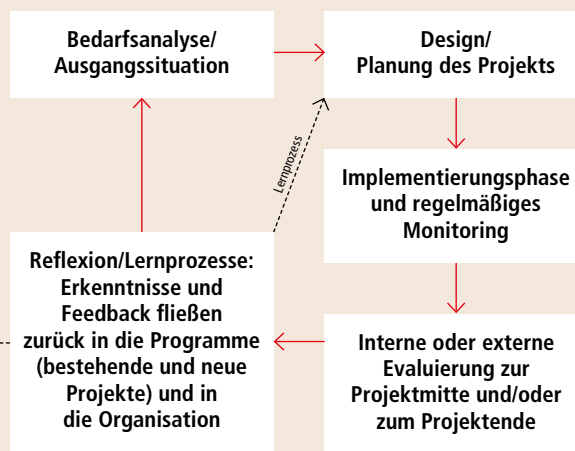 Bedarfsanalyse/
Ausgangssituation
Design/
Planung des Projekts
Lernprozess
Implementierungsphase
und regelmäßiges
Monitoring
Reflexion/Lernprozesse:
Erkenntnisse und
Feedback fließen
zurück in die Programme
(bestehende und neue
Projekte) und in
die Organisation
Interne oder externe
Evaluierung zur
Projektmitte und/oder
zum Projektende